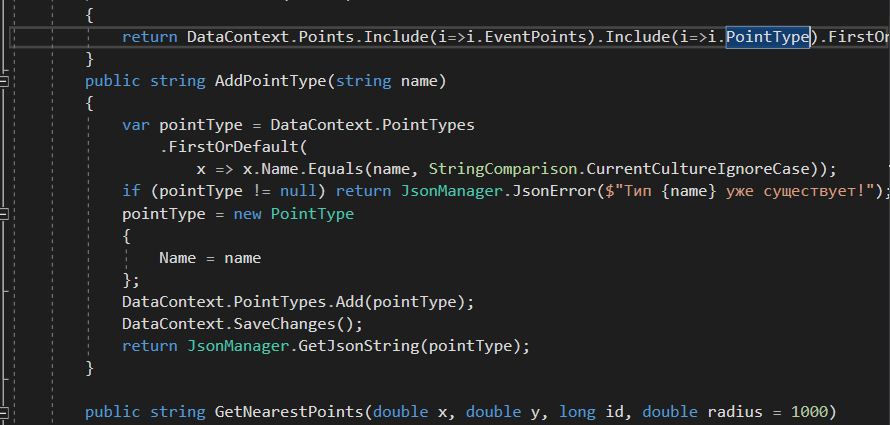 {
return DataContext.Points.Include(i=>i.EventPoints).Include(i=>i.PointType).FirstOr
}
public string AddPointType(string name)
{
var pointType = DataContext.PointTypes
.FirstOrDefault(
x => x.Name.Equals(name, StringComparison.CurrentCultureIgnoreCase));
if (pointType != null) return JsonManager.JsonError($"Тип {name} уже существует!");
pointType = new PointType
{
Name = name
};
DataContext.PointTypes.Add(pointType);
DataContext.SaveChanges();
return JsonManager.GetJsonString(pointType);
}
public string GetNearestPoints(double x, double y, long id, double radius = 1000)